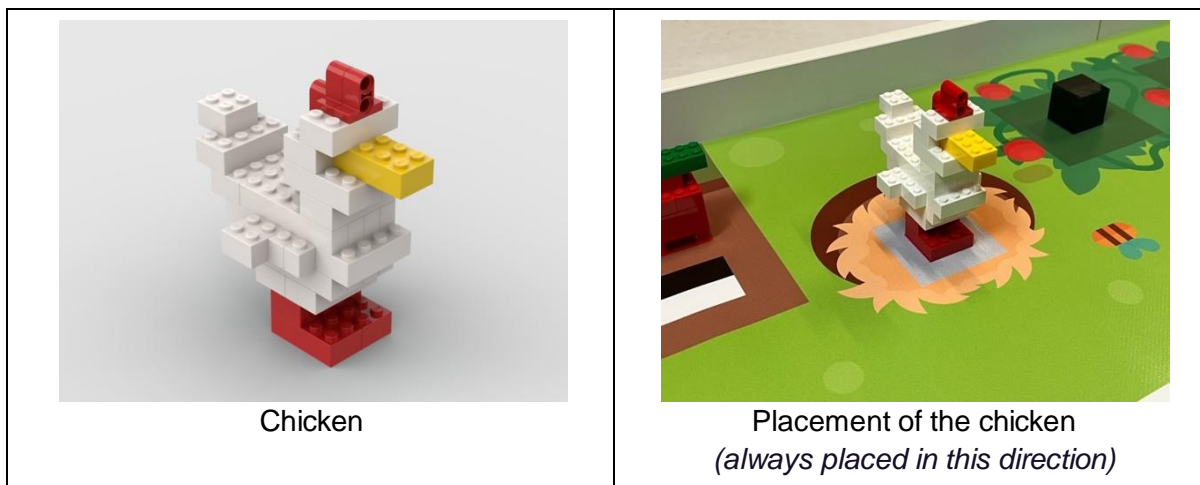 Chicken
Placement of the chicken
(always placed in this direction)